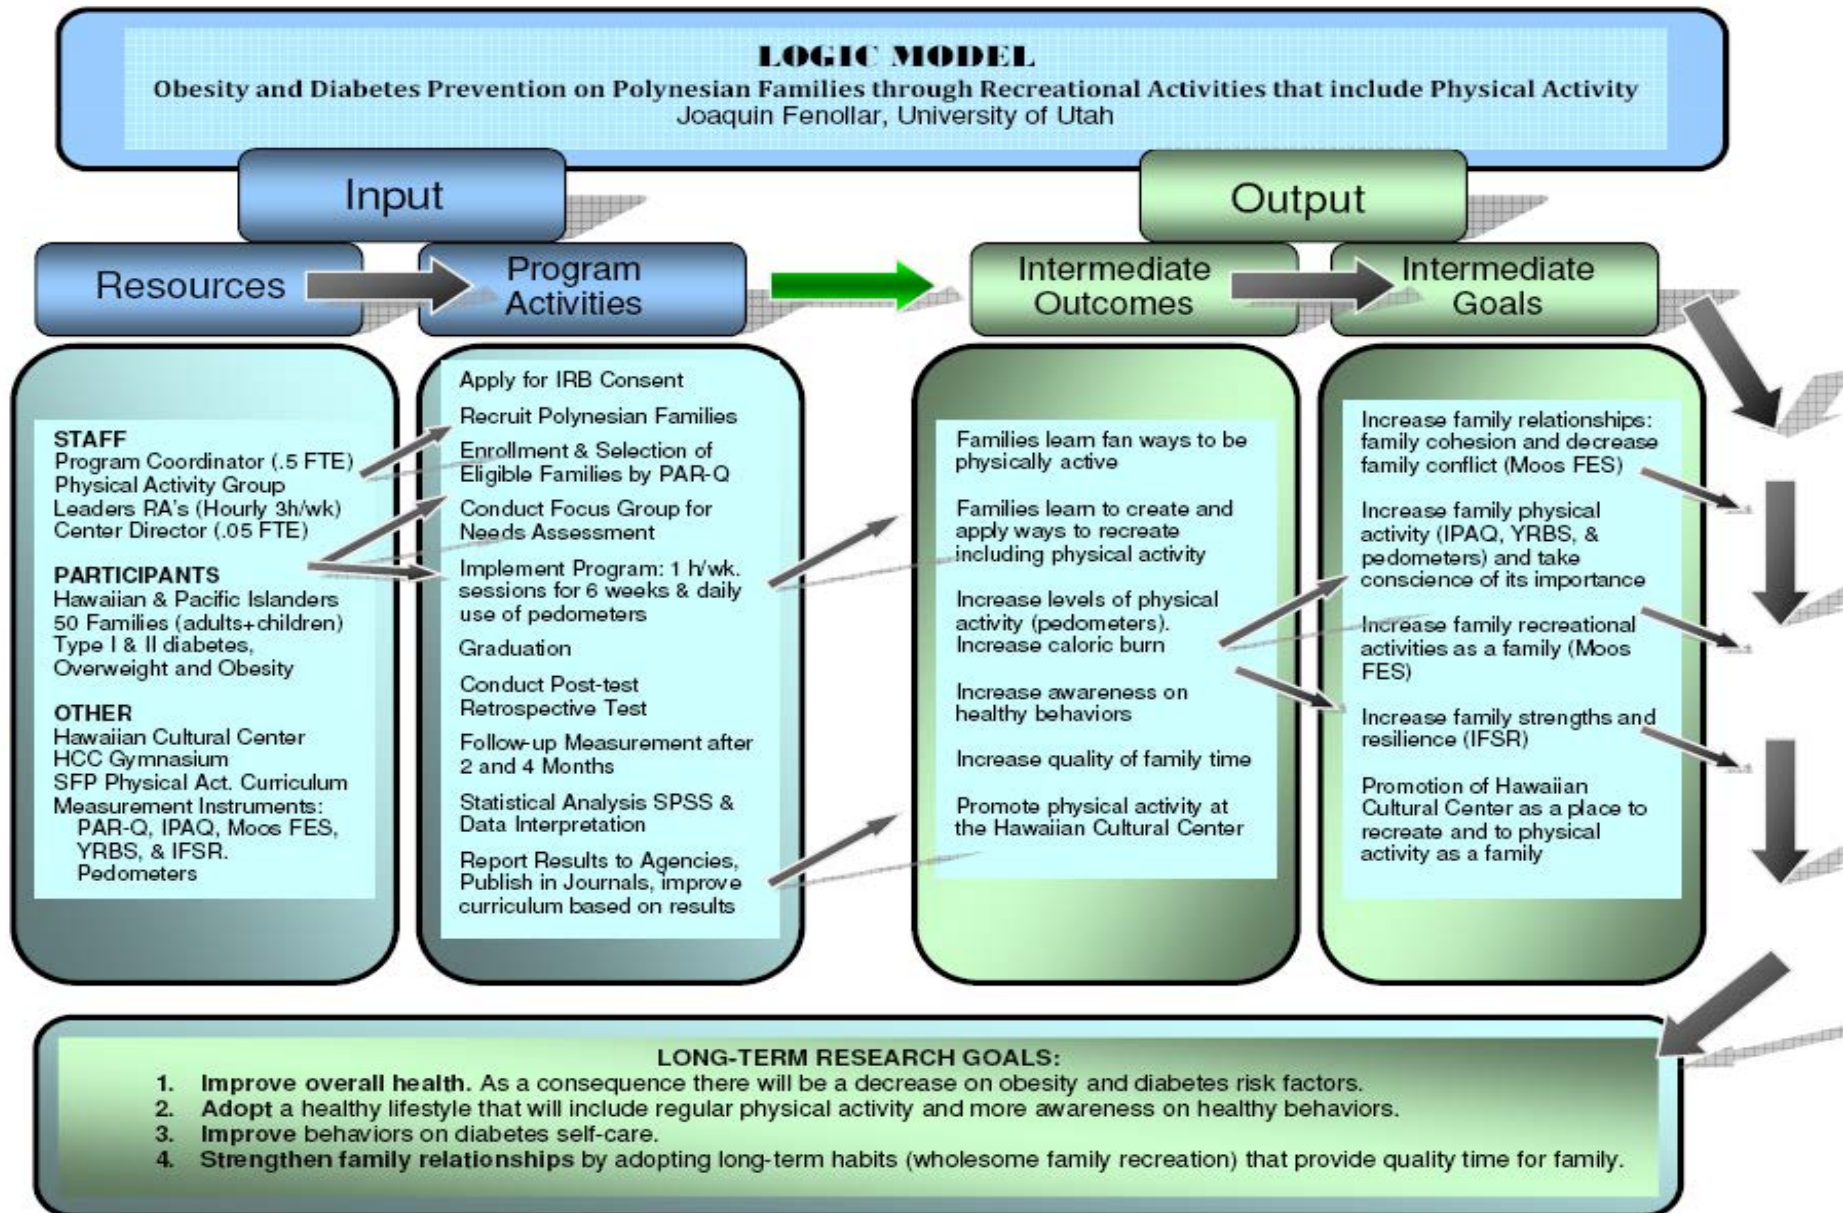 LOGIC MODEL
Obesity and Diabetes Prevention on Polynesian Families through Recreational Activities that include Physical Activity
Joaquin Fenollar, University of Utah
Input
Output
Resources
Program
Activities
Intermediate
Outcomes
Intermediate
Goals
STAFF
Program Coordinator (.5 FTE)
Physical Activity Group
Leaders RA's (Hourly 3h/wk)
Center Director (.05 FTE)
PARTICIPANTS
Hawaiian & Pacific Islanders
50 Families (adults+children)
Type I & II diabetes,
Overweight and Obesity
OTHER
Hawaiian Cultural Center
HCC Gymnasium
SFP Physical Act. Curriculum
Measurement Instruments:
PAR-Q, IPAQ, Moos FES,
YRBS, & IFSR.
Pedometers
Apply for IRB Consent
Recruit Polynesian Families
Enrollment & Selection of
Eligible Families by PAR-Q
Conduct Focus Group for
Needs Assessment
Implement Program: 1 h/wk.
sessions for 6 weeks & daily
use of pedometers
Graduation
Conduct Post-test
Retrospective Test
Follow-up Measurement after
2 and 4 Months
Statistical Analysis SPSS &
Data Interpretation
Report Results to Agencies,
Publish in Journals, improve
curriculum based on results
Families learn fan ways to be
physically active
Families learn to create and
apply ways to recreate
including physical activity
Increase levels of physical
activity (pedometers).
Increase caloric burn
Increase awareness on
healthy behaviors
Increase quality of family time
Promote physical activity at
the Hawaiian Cultural Center
Increase family relationships:
family cohesion and decrease
family conflict (Moos FES)
Increase family physical
activity (IPAQ, YRBS, &
pedometers) and take
conscience of its importance
Increase family recreational
activities as a family (Moos
FES)
Increase family strengths and
resilience (IFSR)
Promotion of Hawaiian
Cultural Center as a place to
recreate and to physical
activity as a family
LONG-TERM RESEARCH GOALS:
1. Improve overall health. As a consequence there will be a decrease on obesity and diabetes risk factors.
2. Adopt a healthy lifestyle that will include regular physical activity and more awareness on healthy behaviors.
3. Improve behaviors on diabetes self-care.
4. Strengthen family relationships by adopting long-term habits (wholesome family recreation) that provide quality time for family.